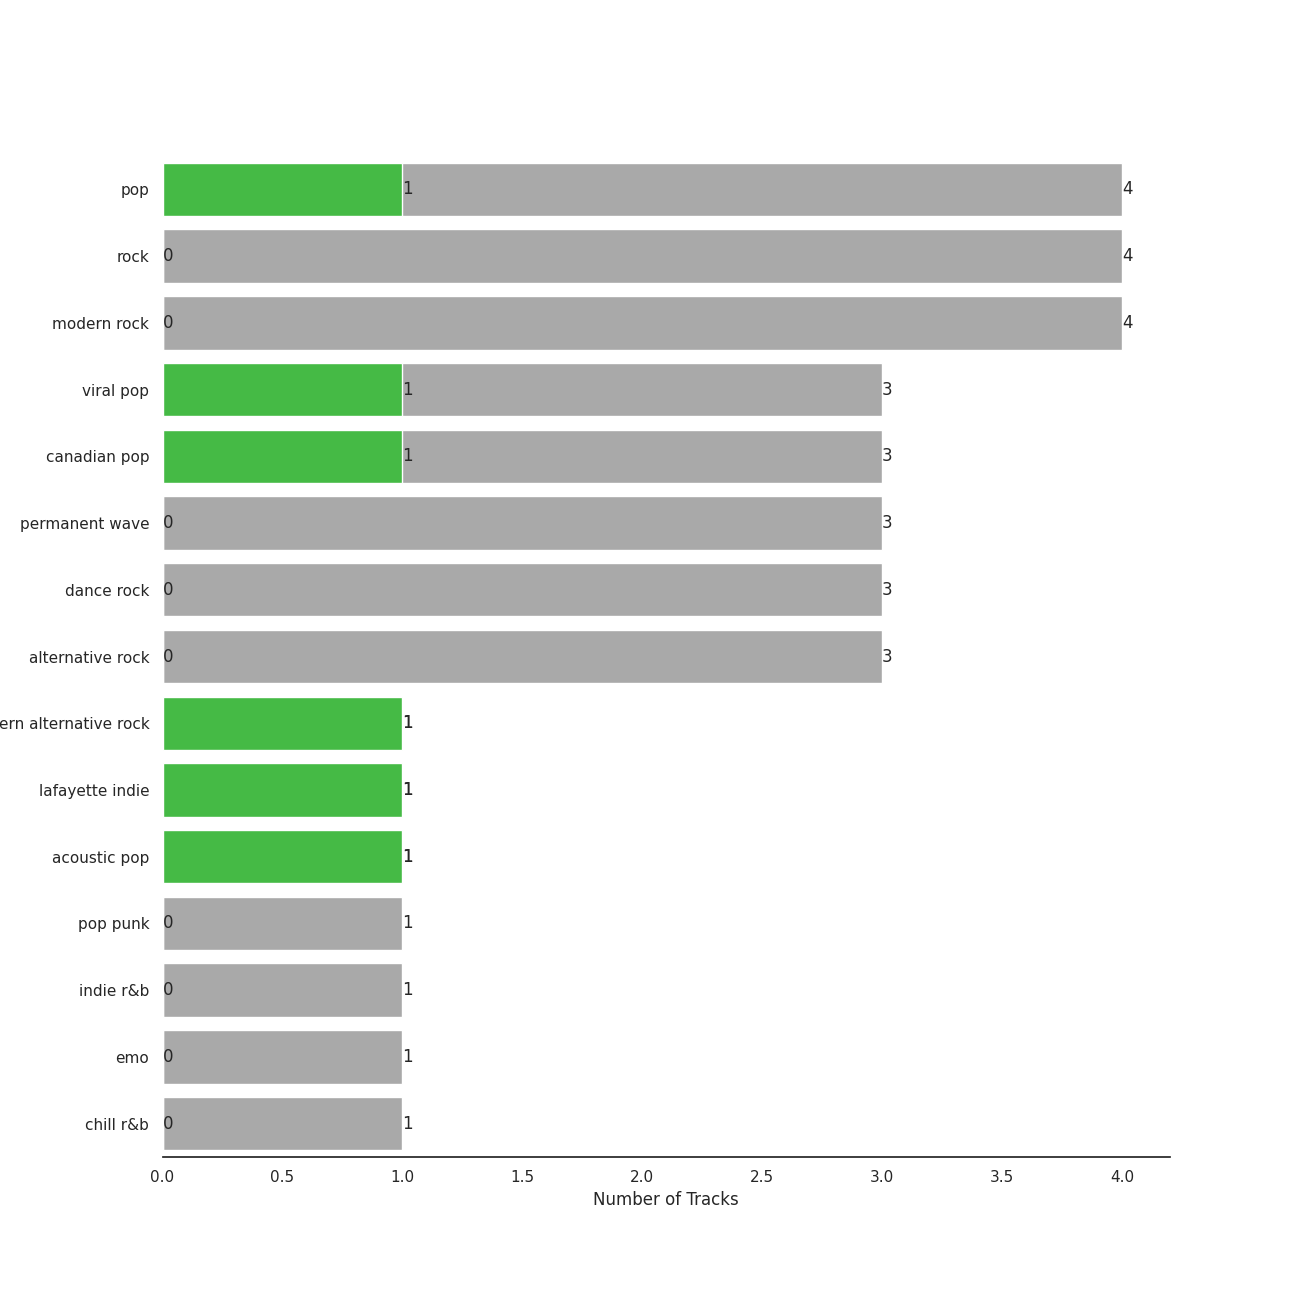 pop 1 4
rock 0 4
modern rock 0 4
viral pop 1 3
canadian pop 1 3
permanent wave 0 3
dance rock 0 3
alternative rock 0 3
ern alternative rock 1
lafayette indie 1
acoustic pop 1
pop punk 0 1
indie r&b 0 1
emo 0 1
chill r&b 0 1
0.0 0.5 1.0 1.5 2.0 2.5 3.0 3.5 4.0
Number of Tracks